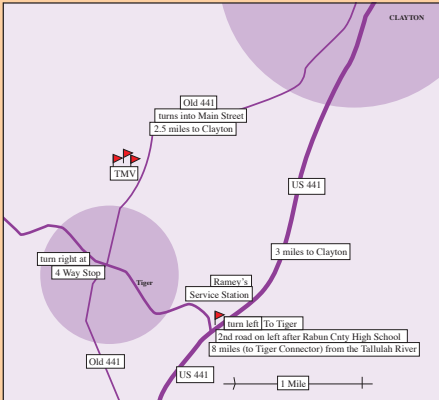 CLAYTON
Old 441
turns into Main Street
2.5 miles to Clayton
TMV
US 441
3 miles to Clayton
turn right at
4 Way Stop
Tiger
Ramey's
Service Station
turn left To Tiger
2nd road on left after Rabun Cnty High School
8 miles (to Tiger Connector) from the Tallulah River
Old 441
US 441
1 Mile